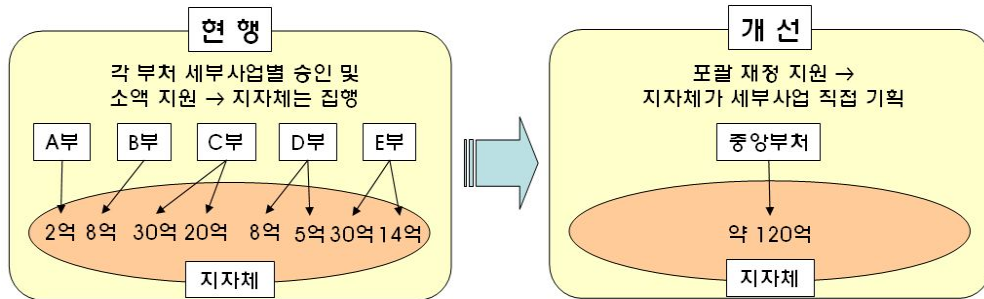 현 행
각 부처 세부사업별 승인 및
소액 지원 → 지자체는 집행
A부 B부 C부 D부 E부
2억 8억 30억 20억 8억 5억 30억 14억
지자체
개 선
포괄 재정 지원 →
지자체가 세부사업 직접 기획
중앙부처
약 120억
지자체